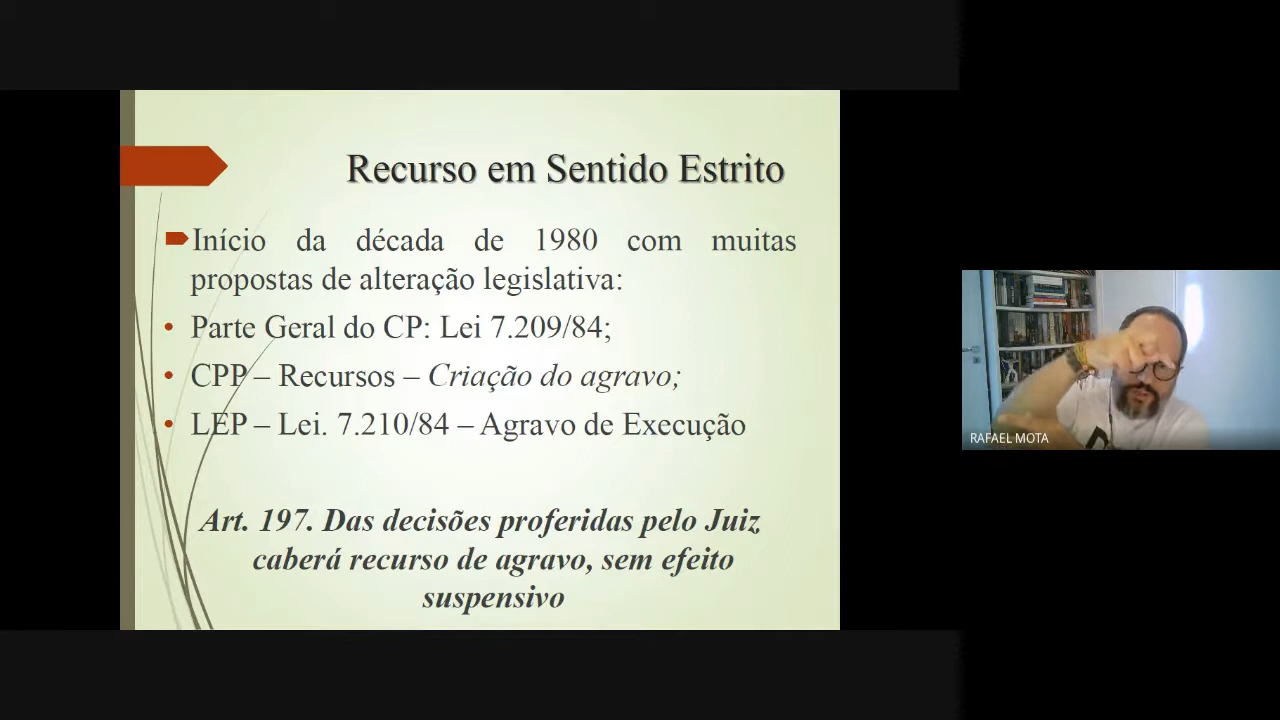 Recurso em Sentido Estrito
Início da década de 1980 com muitas
propostas de alteração legislativa:
• Parte Geral do CP: Lei 7.209/84;
• CPP – Recursos – Criação do agravo;
• LEP – Lei. 7.210/84 – Agravo de Execução
Art. 197. Das decisões proferidas pelo Juiz
caberá recurso de agravo, sem efeito
suspensivo
RAFAEL MOTA